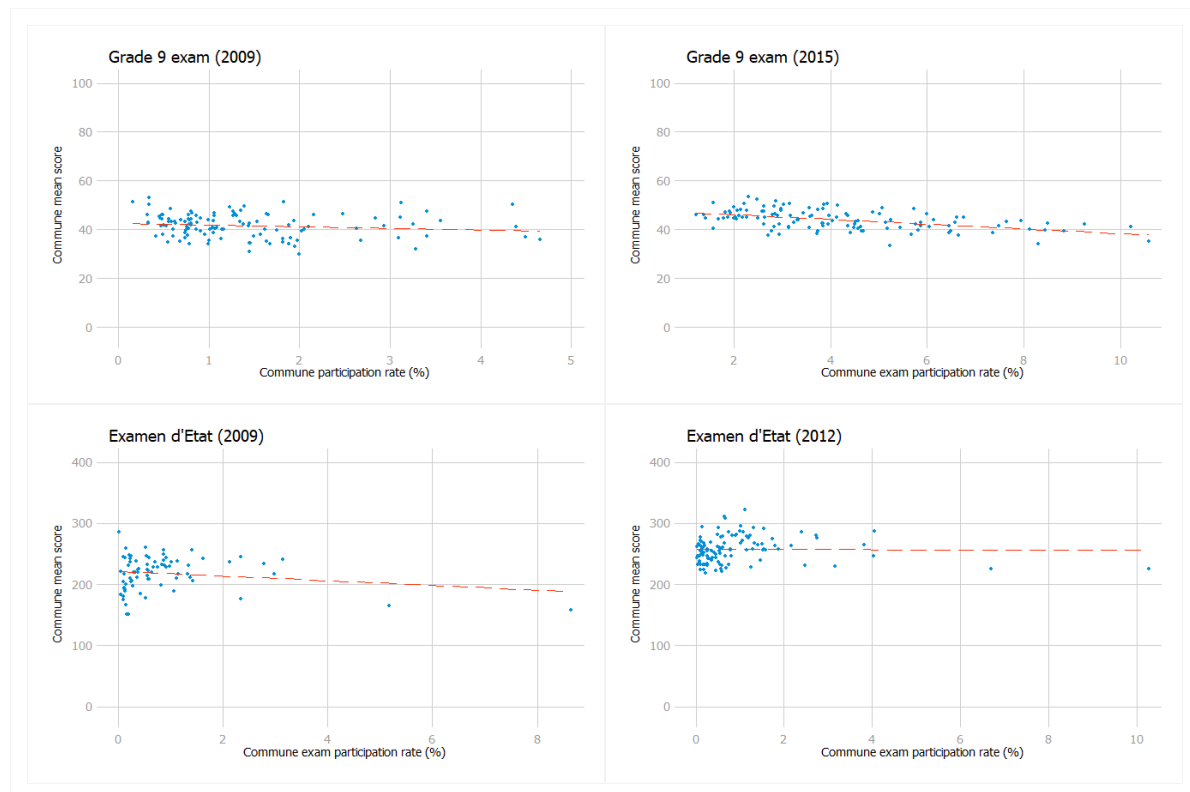 Grade 9 exam (2009)
100
80
60
40
20
0
Commune mean score
0 1 2 3 4 5
Commune participation rate (%)
Grade 9 exam (2015)
100
80
60
40
20
0
Commune mean score
2 4 6 8 10
Commune exam participation rate (%)
Examen d'Etat (2009)
400
300
200
100
0
Commune mean score
0 2 4 6 8
Commune exam participation rate (%)
Examen d'Etat (2012)
400
300
200
100
0
Commune mean score
0 2 4 6 8 10
Commune exam participation rate (%)